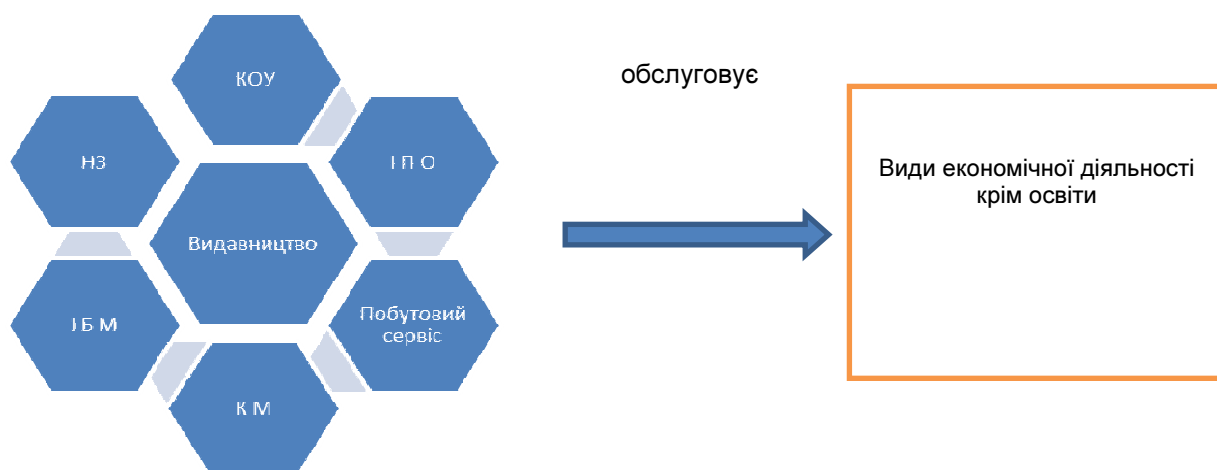 КОУ
обслуговує
НЗ
І П О
Види економічної діяльності
крім освіти
Видавництво
І Б М
Побутовий
сервіс
К М